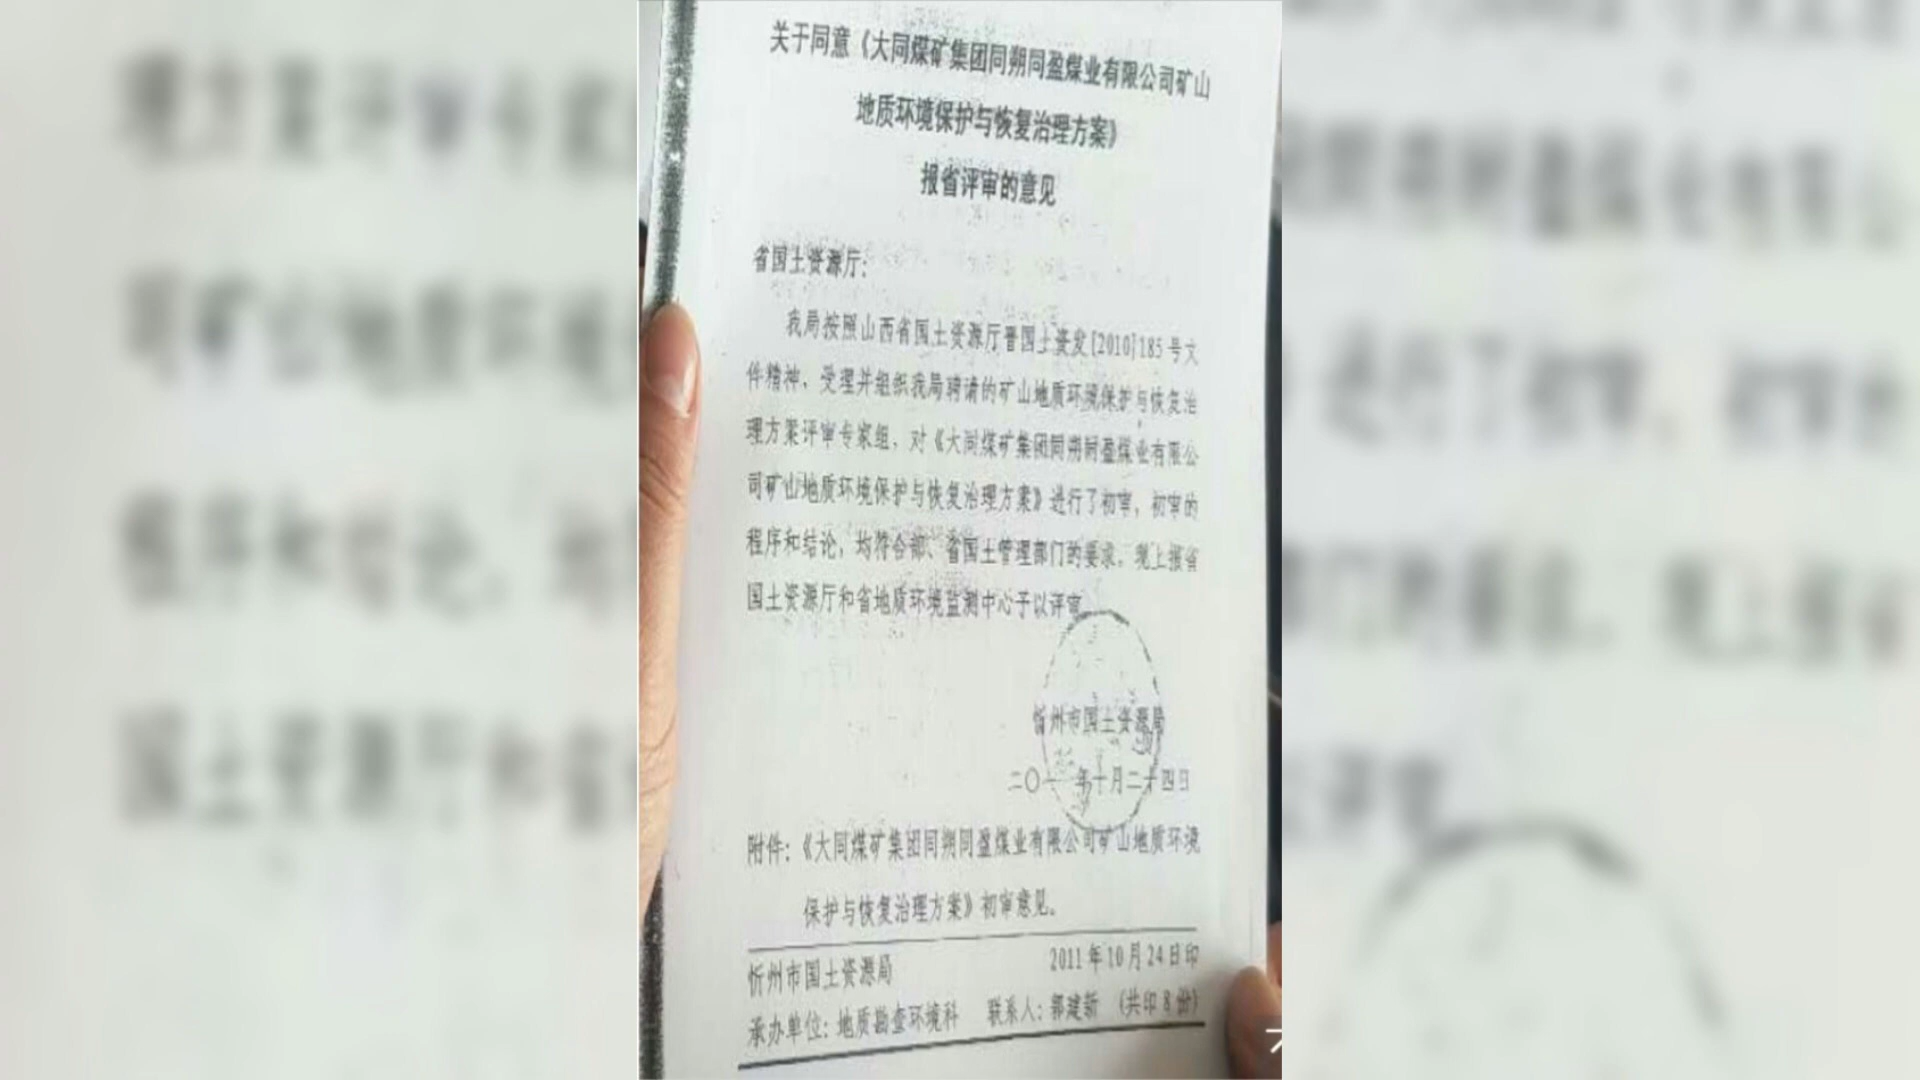 关于同意《大同煤矿集团同朔同盈煤业有限公司矿山
地质环境保护与恢复治理方案》
报省评审的意见
省国土资源厅:
我局按照山西省国土资源厅晋国土资发[2010]185号文
件精神、受理并组织我局聘请的矿山地质环境保护与恢复治
理方案评审专家组、对《大同煤矿集团同朔同盈煤业有限公
司矿山地质环境保护与恢复治理方案》进行了初审,初审的
程序和结论,均符合部、省国土管理部门的要求。现上报省
国土资源厅和省地质环境监测中心予以评审
忻州市国土资源局
二〇一 年十月二十四日
附件:《大同煤矿集团同朔同盈煤业有限公司矿山地质环境
保护与恢复治理方案》初审意见。
忻州市国土资源局 2011年10月24日印
承办单位:地质勘查环境科 联系人:郭建新 (共印8份)